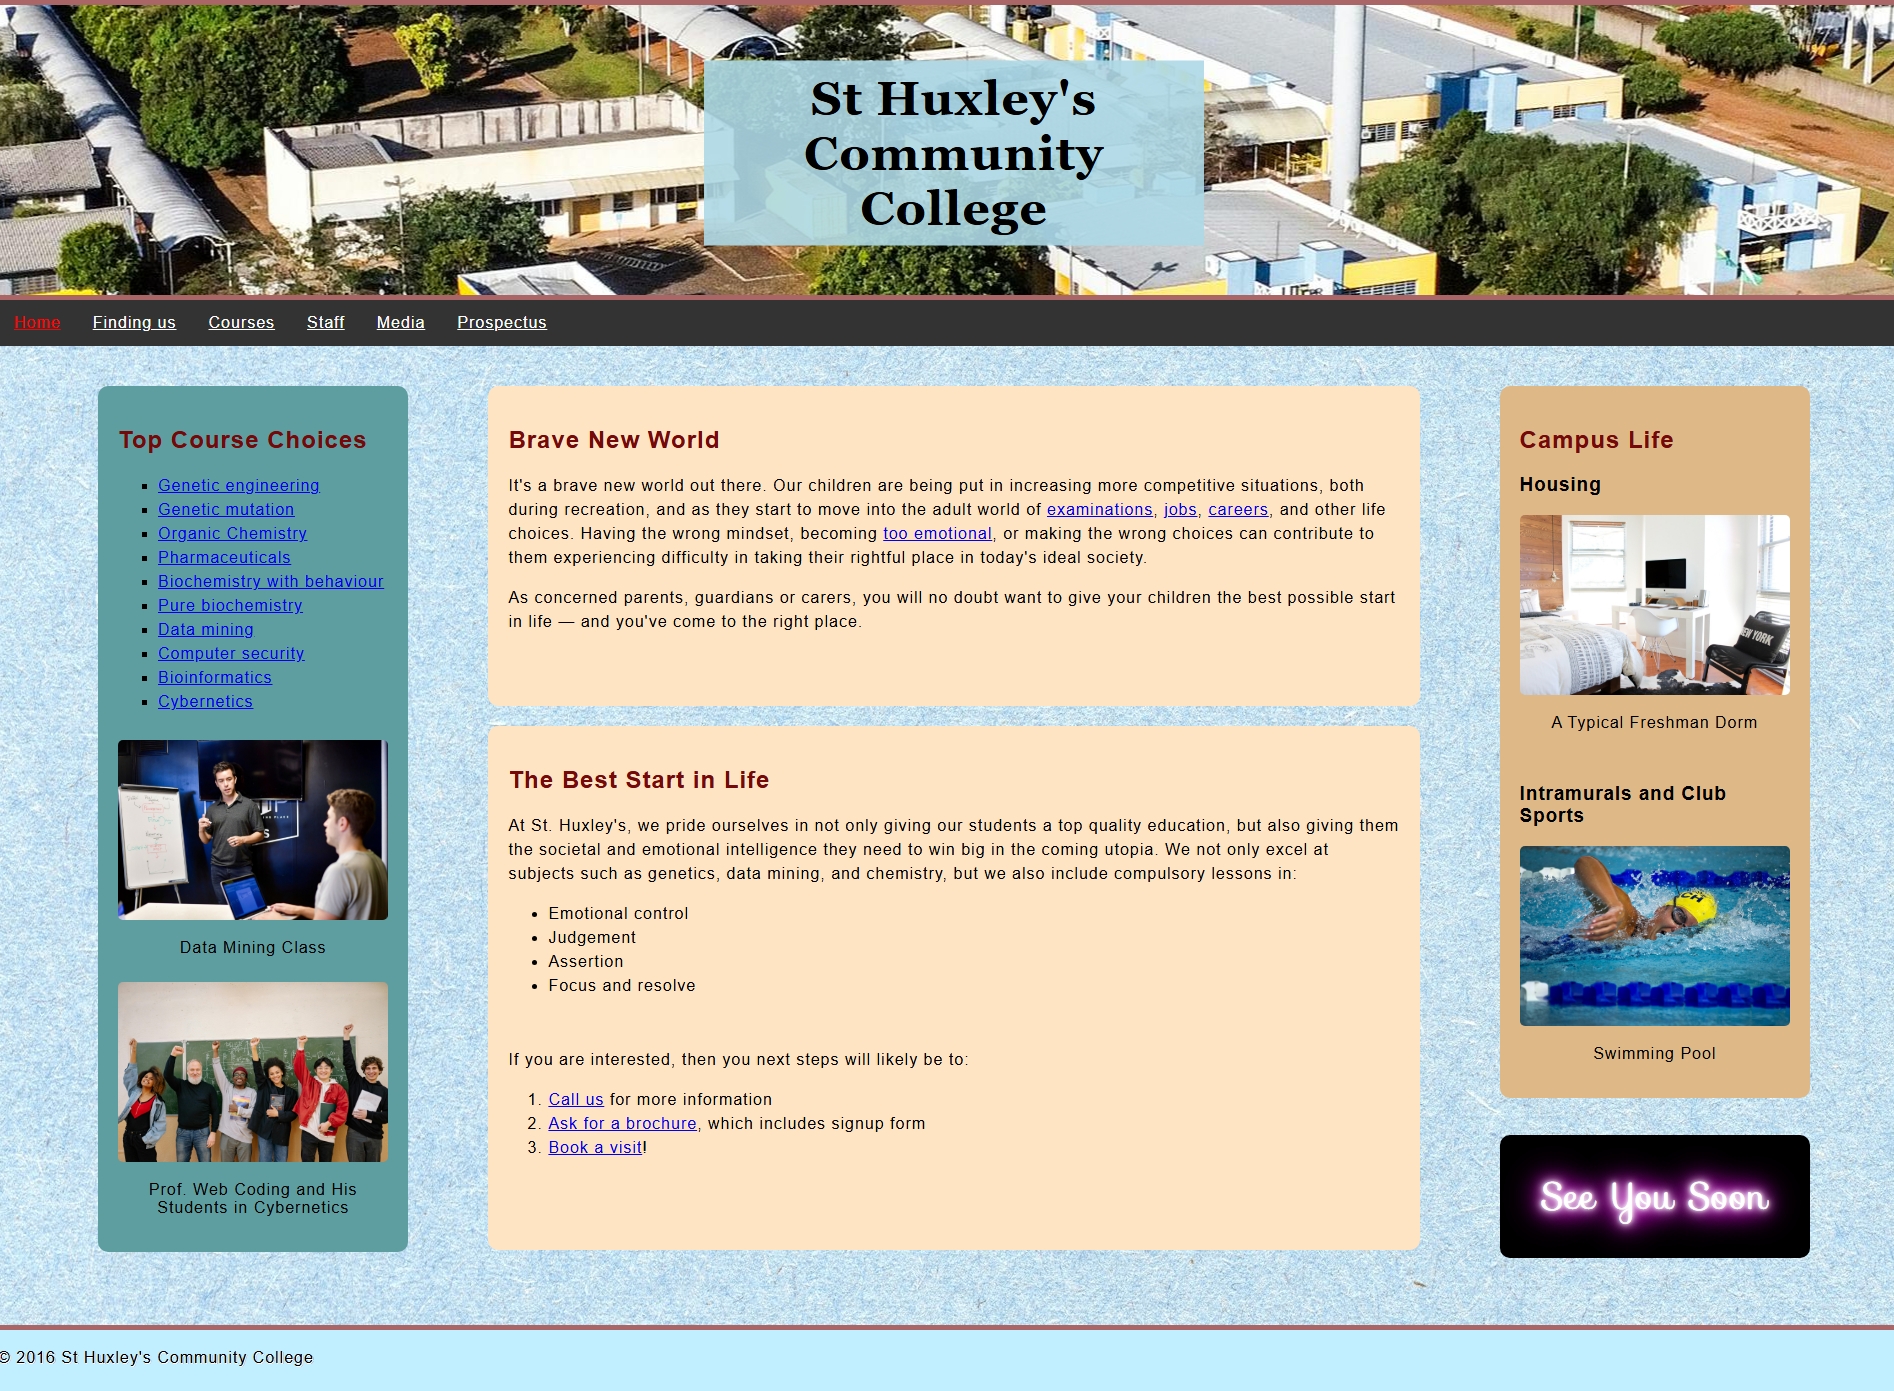 St Huxley's
Community
College
Home Finding us Courses Staff Media Prospectus
Top Course Choices
Genetic engineering
Genetic mutation
Organic Chemistry
Pharmaceuticals
Biochemistry with behaviour
Pure biochemistry
Data mining
Computer security
Bioinformatics
Cybernetics
Data Mining Class
Prof. Web Coding and His
Students in Cybernetics
Brave New World
It's a brave new world out there. Our children are being put in increasing more competitive situations, both
during recreation, and as they start to move into the adult world of examinations, jobs, careers, and other life
choices. Having the wrong mindset, becoming too emotional, or making the wrong choices can contribute to
them experiencing difficulty in taking their rightful place in today's ideal society.
As concerned parents, guardians or carers, you will no doubt want to give your children the best possible start
in life — and you've come to the right place.
The Best Start in Life
At St. Huxley's, we pride ourselves in not only giving our students a top quality education, but also giving them
the societal and emotional intelligence they need to win big in the coming utopia. We not only excel at
subjects such as genetics, data mining, and chemistry, but we also include compulsory lessons in:
Emotional control
Judgement
Assertion
Focus and resolve
If you are interested, then you next steps will likely be to:
1. Call us for more information
2. Ask for a brochure, which includes signup form
3. Book a visit!
Campus Life
Housing
NEW YORK
A Typical Freshman Dorm
Intramurals and Club
Sports
Swimming Pool
See You Soon
© 2016 St Huxley's Community College